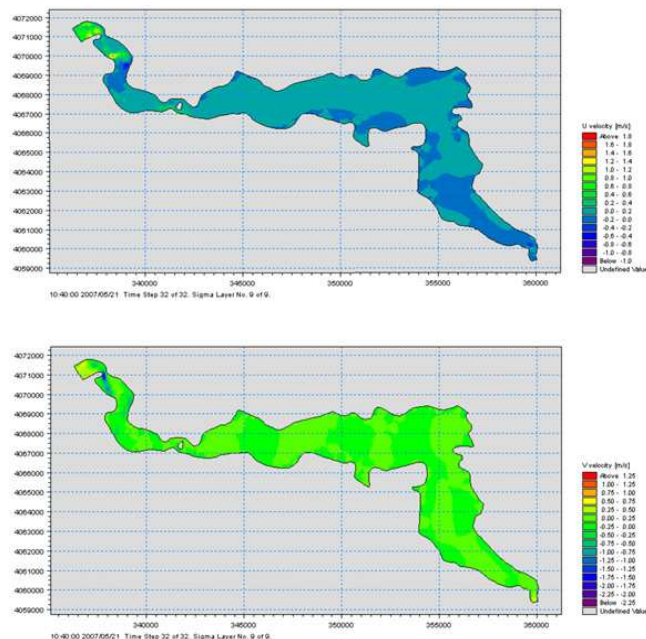 4072000
4071000
4070000
4069000
4068000
4067000
4066000
4065000
4064000
4063000
4062000
4061000
4060000
4059000
340000 345000 350000 355000 360000
10:40:00 2007/05/21 Time Step 32 of 32. Sigma Layer No. 9 of 9.
U velocity [m/s]
Above 1.8
1.6 - 1.8
1.4 - 1.6
1.2 - 1.4
1.0 - 1.2
0.8 - 1.0
0.6 - 0.8
0.4 - 0.6
0.2 - 0.4
0.0 - 0.2
-0.2 - 0.0
-0.4 - -0.2
-0.6 - -0.4
-0.8 - -0.6
-1.0 - -0.8
Below -1.0
Undefined Value
4072000
4071000
4070000
4069000
4068000
4067000
4066000
4065000
4064000
4063000
4062000
4061000
4060000
4059000
340000 345000 350000 355000 360000
10:40:00 2007/05/21 Time Step 32 of 32. Sigma Layer No. 9 of 9.
V velocity [m/s]
Above 1.25
1.00 - 1.25
0.75 - 1.00
0.50 - 0.75
0.25 - 0.50
0.00 - 0.25
-0.25 - 0.00
-0.50 - -0.25
-0.75 - -0.50
-1.00 - -0.75
-1.25 - -1.00
-1.50 - -1.25
-1.75 - -1.50
-2.00 - -1.75
-2.25 - -2.00
Below -2.25
Undefined Value